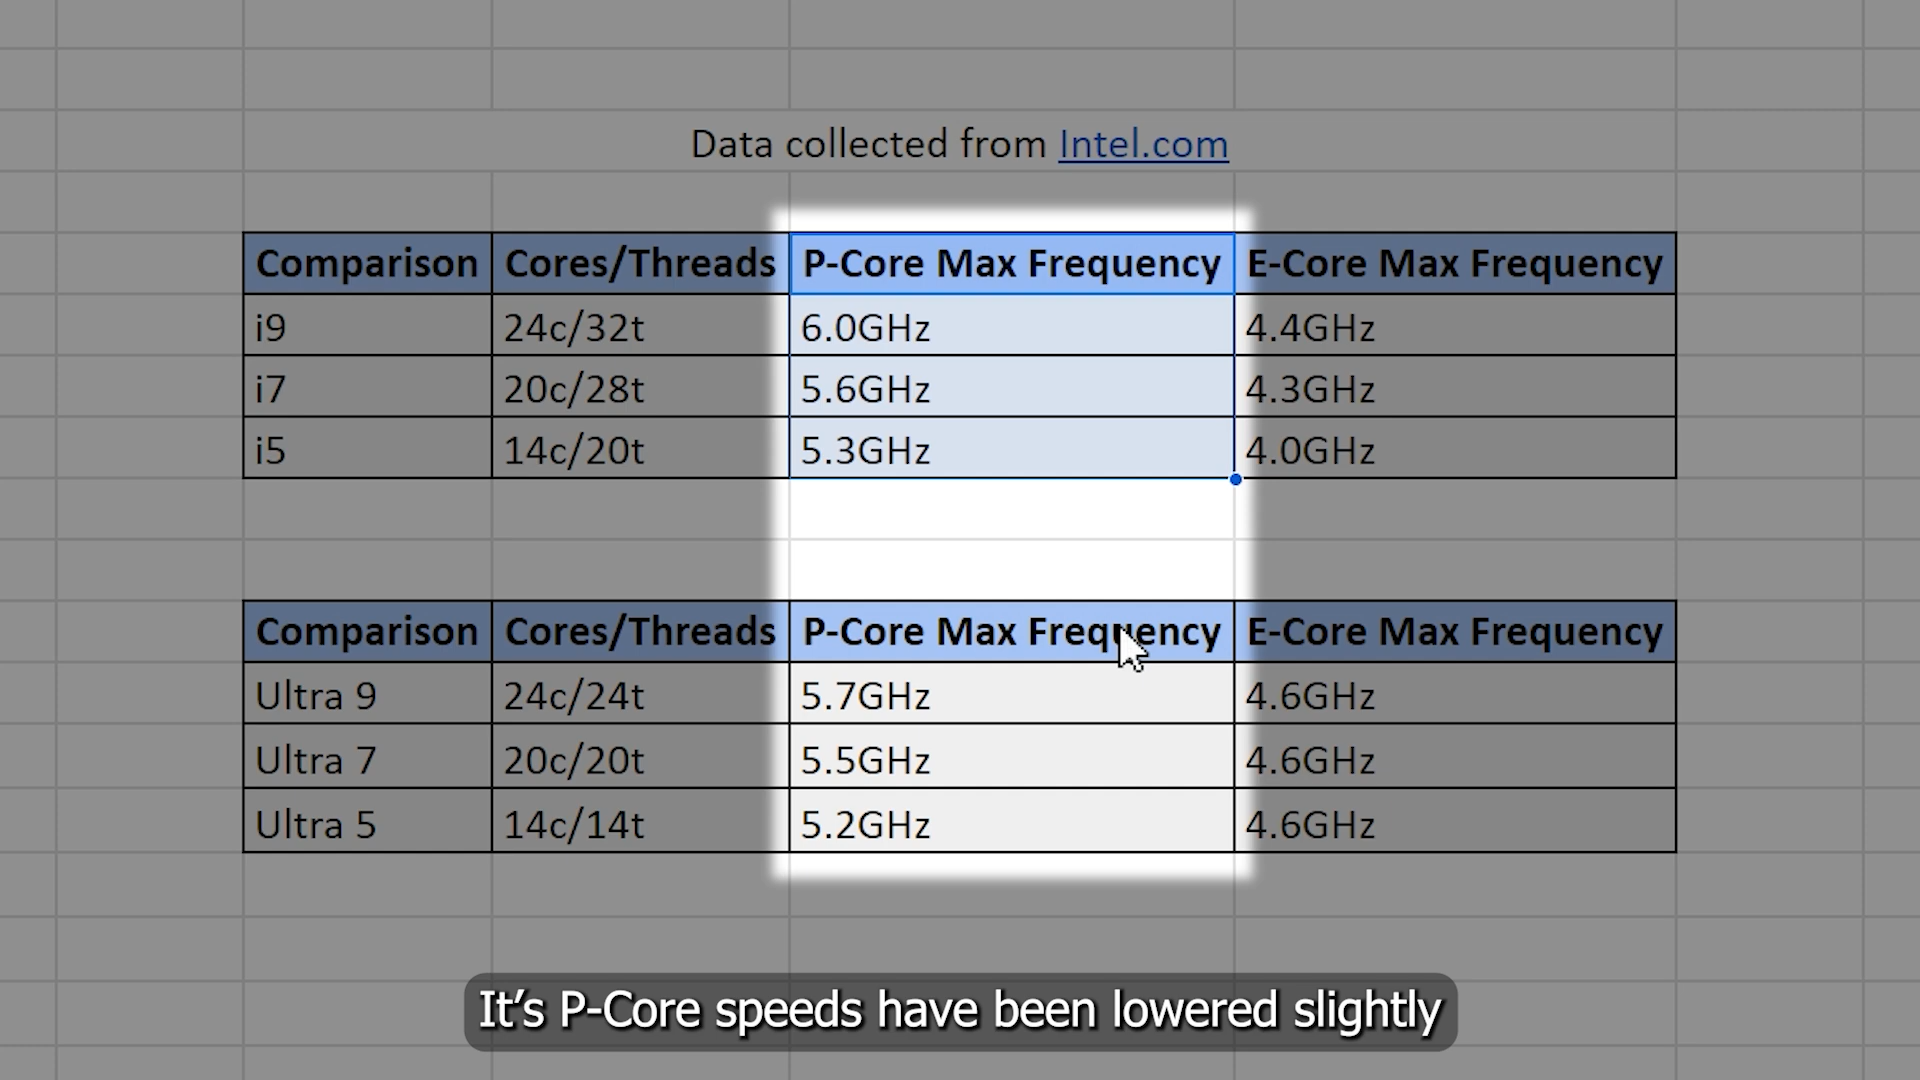 Data collected from Intel.com
Comparison Cores/Threads P-Core Max Frequency E-Core Max Frequency
i9 24c/32t 6.0GHz 4.4GHz
i7 20c/28t 5.6GHz 4.3GHz
i5 14c/20t 5.3GHz 4.0GHz
Comparison Cores/Threads P-Core Max Frequency E-Core Max Frequency
Ultra 9 24c/24t 5.7GHz 4.6GHz
Ultra 7 20c/20t 5.5GHz 4.6GHz
Ultra 5 14c/14t 5.2GHz 4.6GHz
It’s P-Core speeds have been lowered slightly